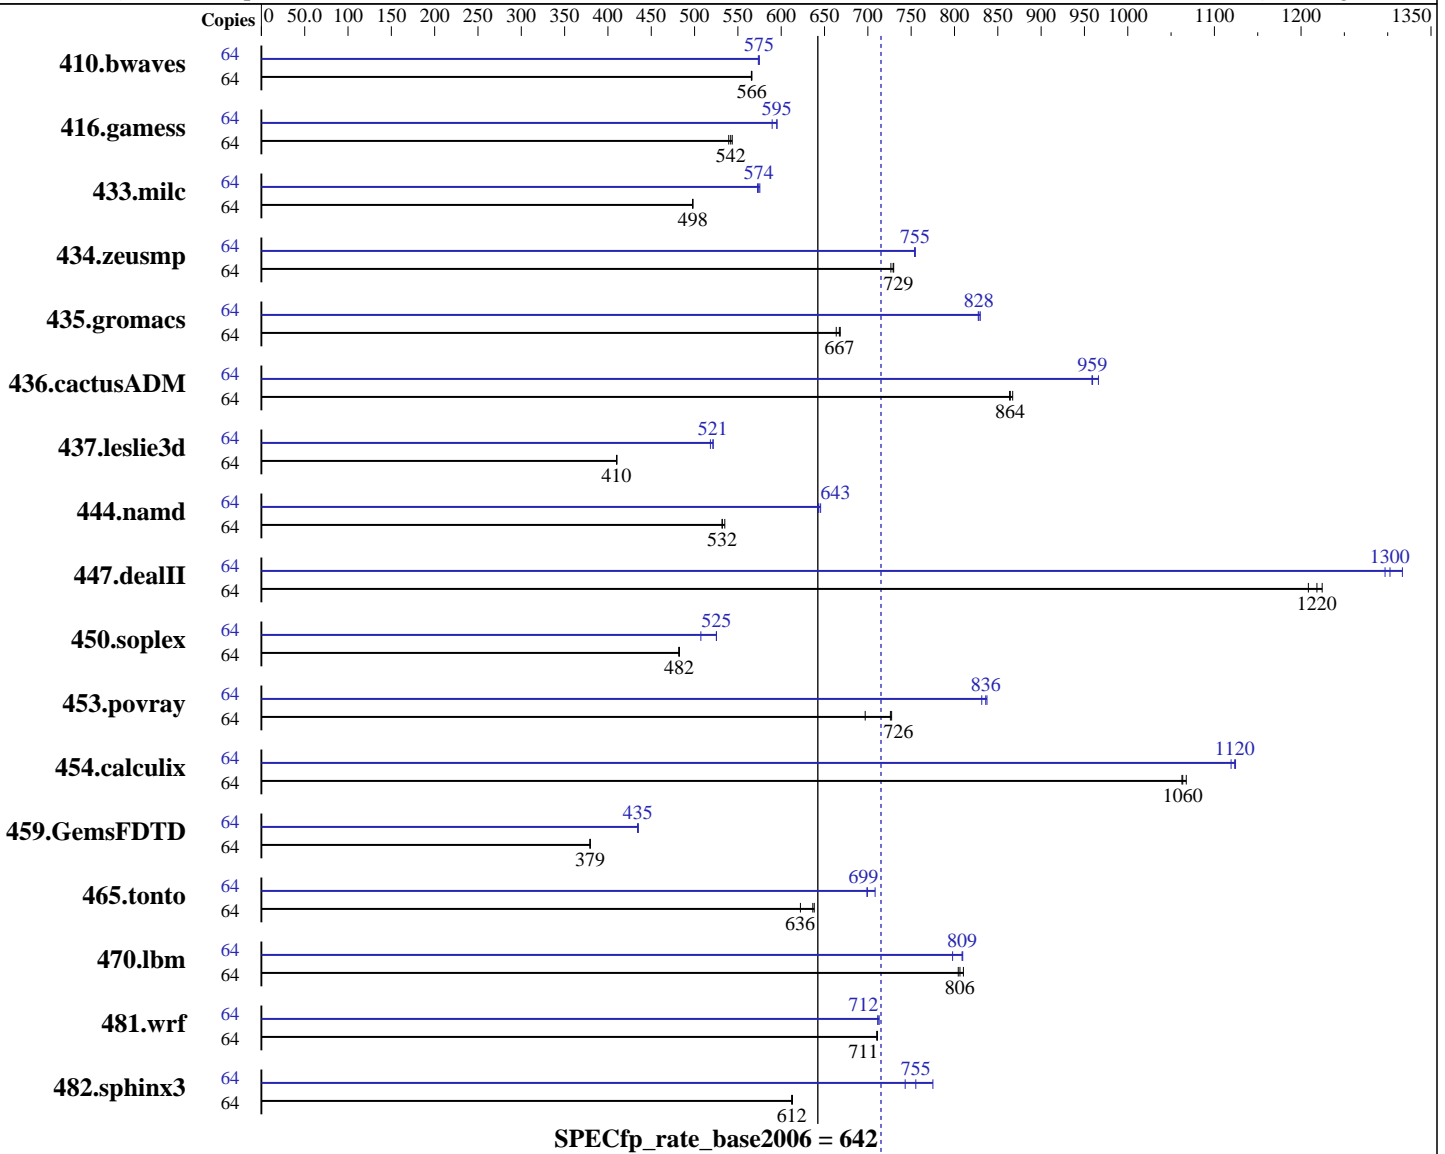 Copies 0 50.0 100 150 200 250 300 350 400 450 500 550 600 650 700 750 800 850 900 950 1000 1100 1200 1350
410.bwaves 64 575
64 566
416.gamess 64 595
64 542
433.milc 64 574
64 498
434.zeusmp 64 755
64 729
435.gromacs 64 828
64 667
436.cactusADM 64 959
64 864
437.leslie3d 64 521
64 410
444.namd 64 643
64 532
447.dealII 64 1300
64 1220
450.soplex 64 525
64 482
453.povray 64 836
64 726
454.calculix 64 1120
64 1060
459.GemsFDTD 64 435
64 379
465.tonto 64 699
64 636
470.lbm 64 809
64 806
481.wrf 64 712
64 711
482.sphinx3 64 755
64 612
SPECfp_rate_base2006 = 642